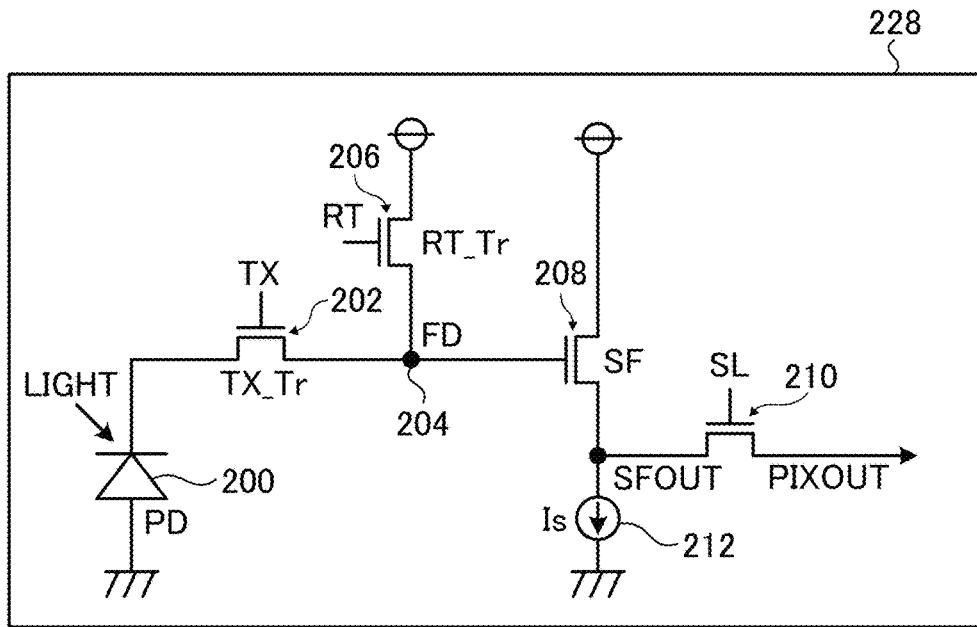 228
206
RT
RT_Tr
TX
202
208
FD
SF
SL
210
LIGHT
TX_Tr
204
200
SFOUT
PIXOUT
PD
Is
212